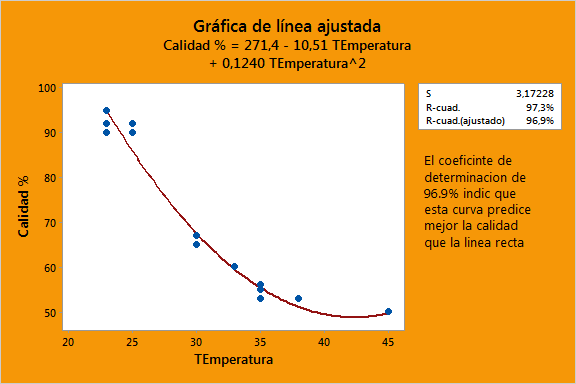 Gráfica de línea ajustada
Calidad % = 271,4 - 10,51 TEmperatura
+ 0,1240 TEmperatura^2
S 3,17228
R-cuad. 97,3%
R-cuad.(ajustado) 96,9%
El coeficinte de
determinacion de
96.9% indic que
esta curva predice
mejor la calidad
que la linea recta
Calidad %
100
90
80
70
60
50
20 25 30 35 40 45
TEmperatura